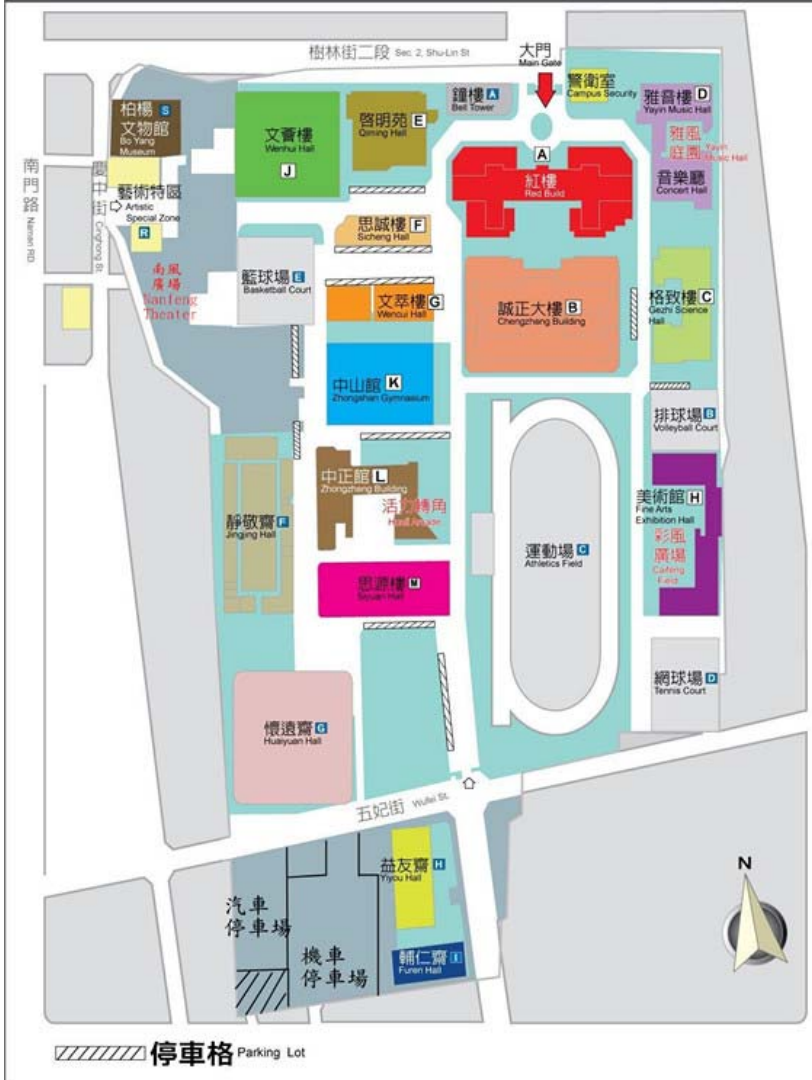 樹林街二段 Sec. 2, Shu-Lin St
大門
Main Gate
警衛室
Campus Security
鐘樓 A
Bell Tower
雅音樓 D
Yayin Music Hall
雅風
庭園 Yayin
Music Hall
音樂廳
Concert Hall
柏楊 S
文物館
Bo Yang
Museum
文薈樓
Wenhui Hall
J
啓明苑 E
Qiming Hall
A
紅樓
Red Build
南門路 Nanman RD
慶中街
藝術特區
Artistic
Special Zone
R
南風
廣場
Nanfeng
Theater
思誠樓 F
Sicheng Hall
籃球場 E
Basketball Court
文萃樓 G
Wencui Hall
誠正大樓 B
Chengzhang Building
格致樓 C
Gezhi Science
Hall
中山館 K
Zhongshan Gymnasium
排球場 B
Volleyball Court
中正館 L
Zhongzheng Building
活力轉角
美術館 H
Fine Arts
Exhibition Hall
彩風
廣場
Caifeng
Field
靜敬齋 F
Jingjing Hall
運動場 C
Athletics Field
思源樓 M
Siyuan Hall
網球場 D
Tennis Court
懷遠齋 G
Huaiyuan Hall
五妃街 Wufei St.
益友齋 H
Yiyou Hall
汽車
停車場
機車
停車場
輔仁齋 I
Furen Hall
N
停車格 Parking Lot